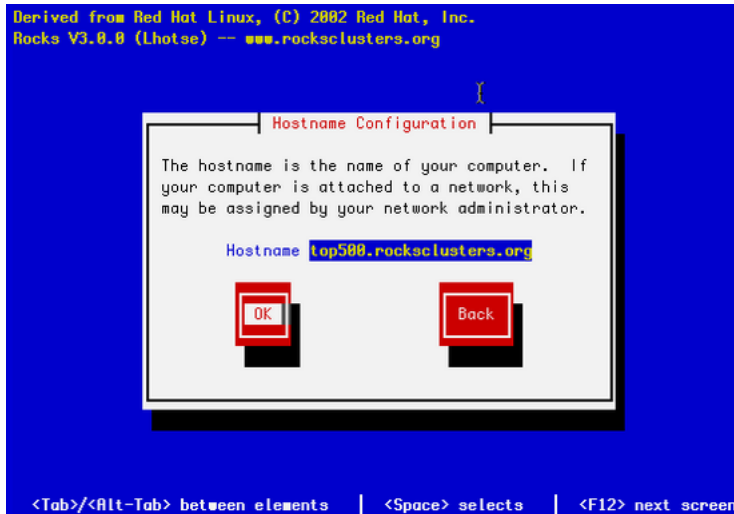 Derived from Red Hat Linux, (C) 2002 Red Hat, Inc.
Rocks V3.0.0 (Lhotse) -- www.rocksclusters.org
Hostname Configuration
The hostname is the name of your computer.  If
your computer is attached to a network, this
may be assigned by your network administrator.
Hostname top500.rocksclusters.org
OK Back
<Tab>/<Alt-Tab> between elements | <Space> selects | <F12> next screen